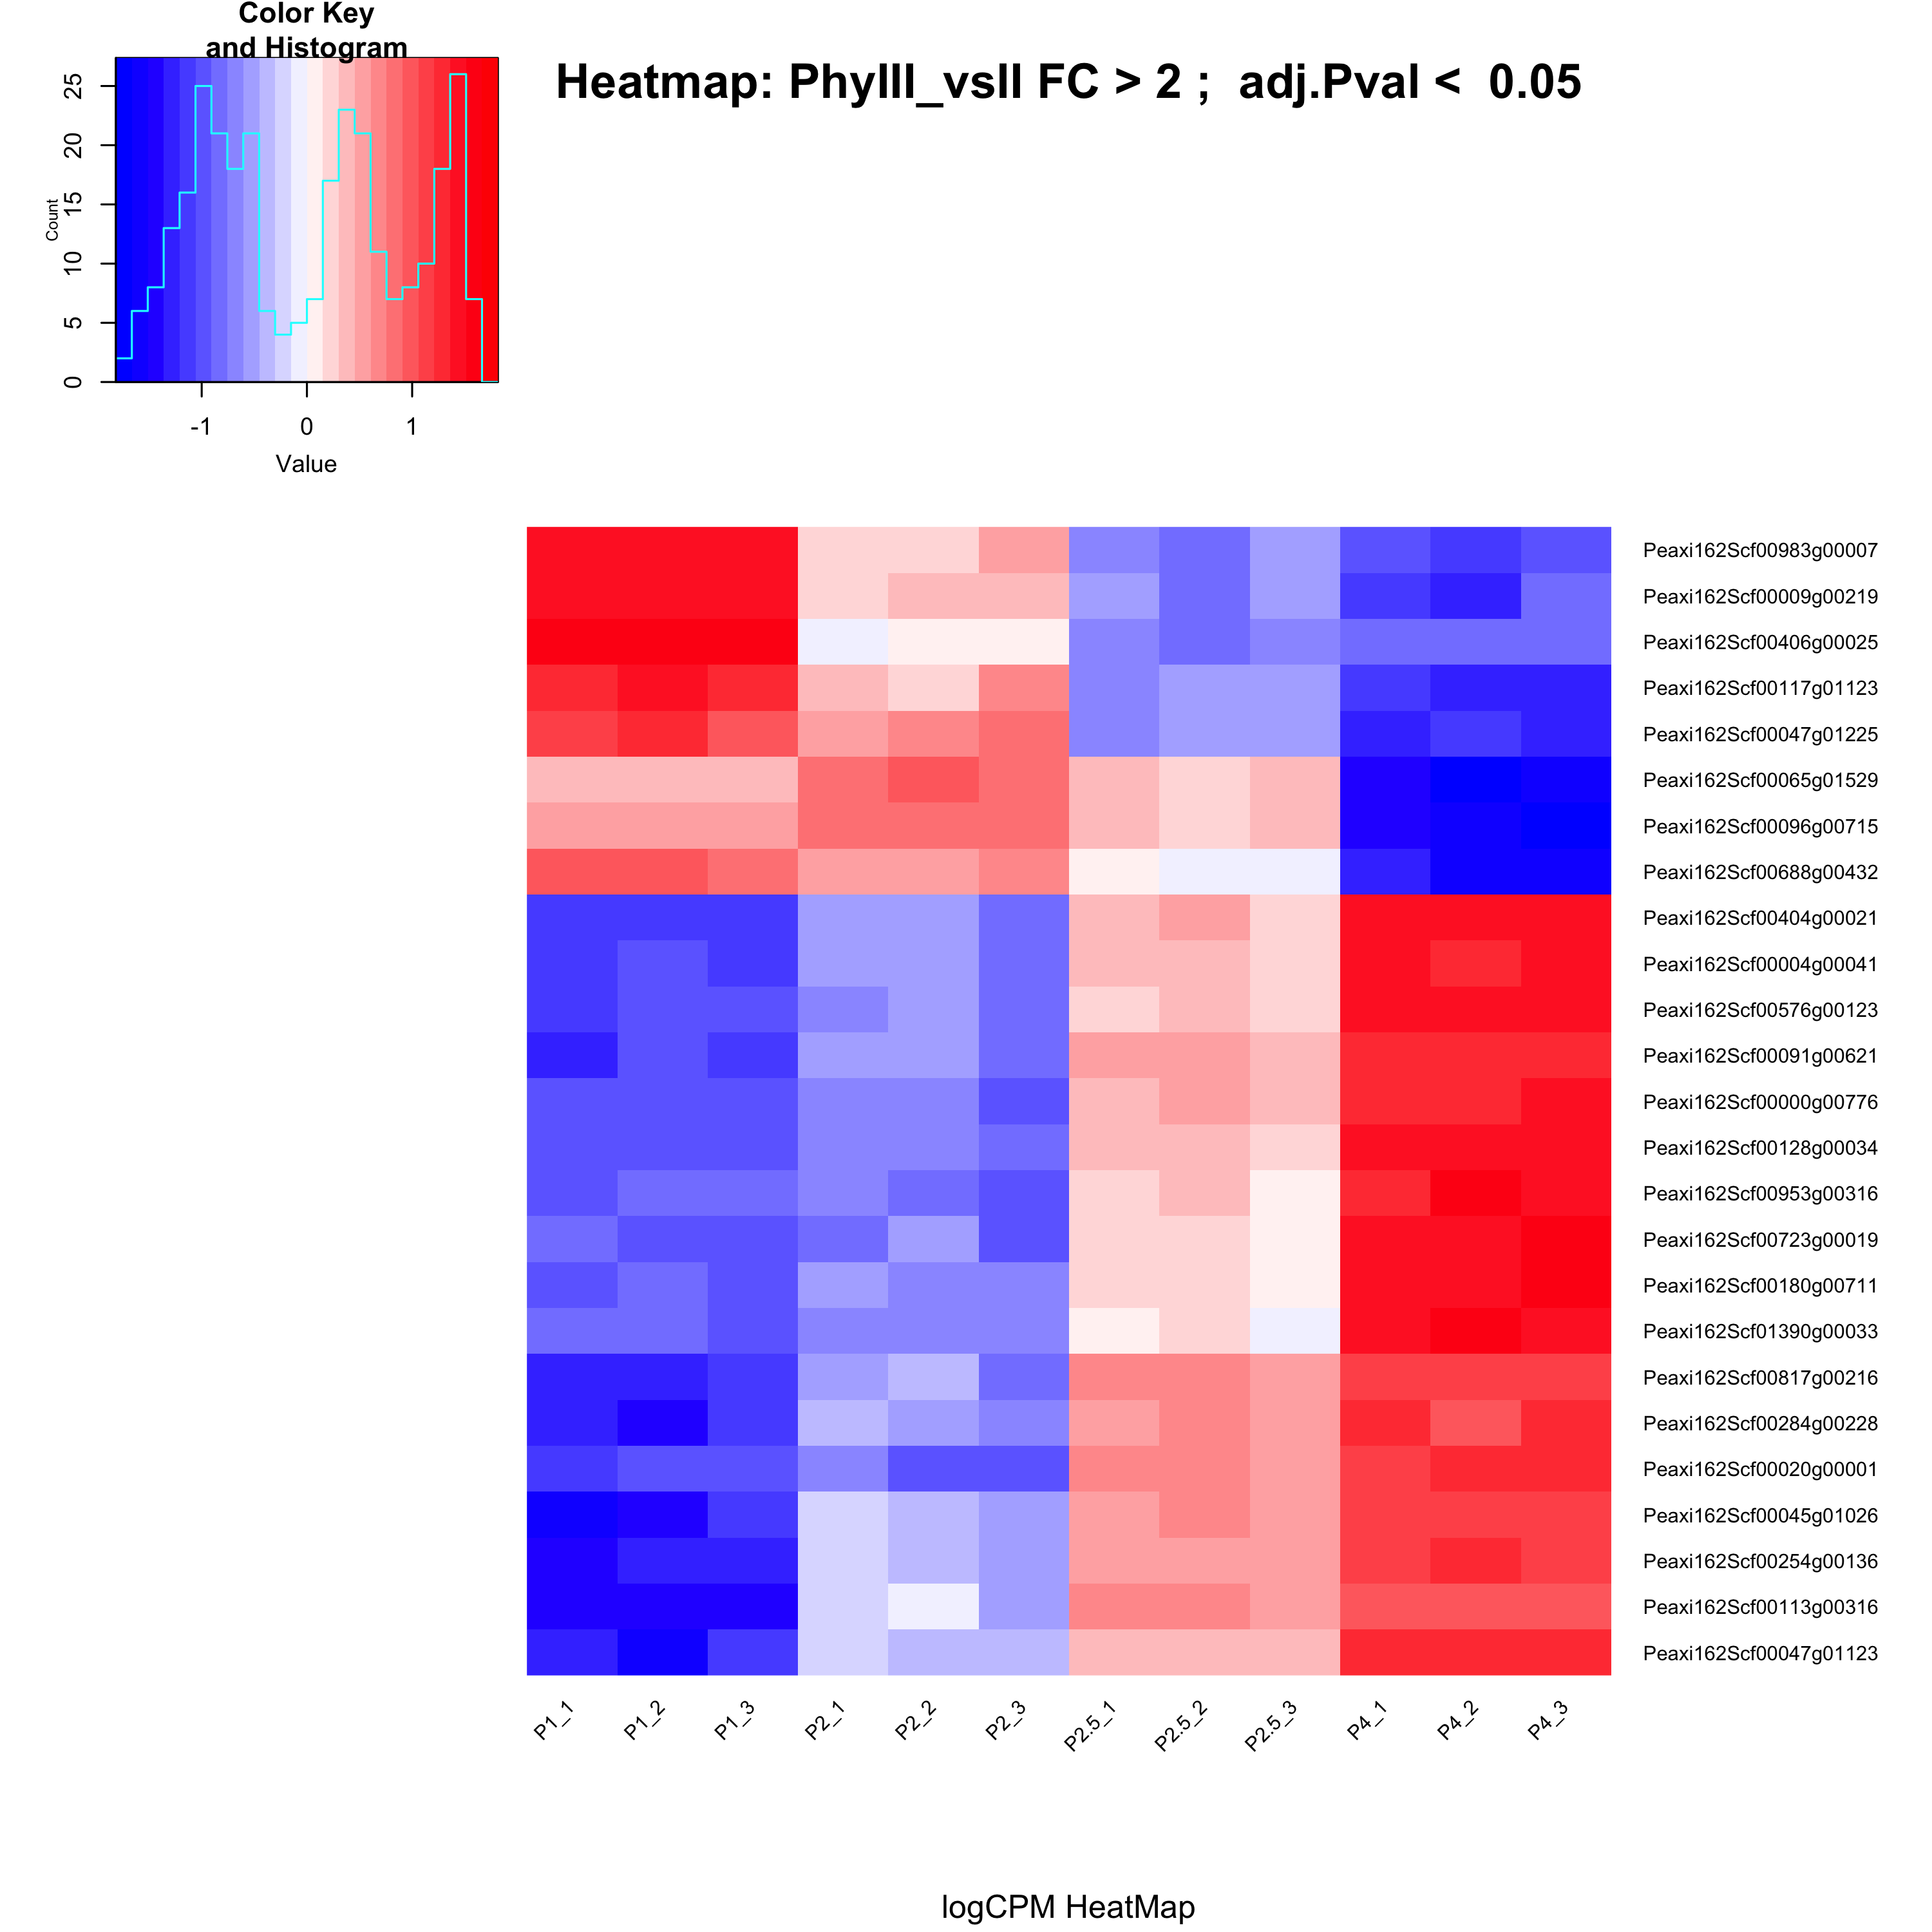 Color Key
and Histogram
Heatmap: PhyIII_vsII FC > 2 ;  adj.Pval <  0.05
Count
0 5 10 15 20 25
-1 0 1
Value
Peaxi162Scf00983g00007
Peaxi162Scf00009g00219
Peaxi162Scf00406g00025
Peaxi162Scf00117g01123
Peaxi162Scf00047g01225
Peaxi162Scf00065g01529
Peaxi162Scf00096g00715
Peaxi162Scf00688g00432
Peaxi162Scf00404g00021
Peaxi162Scf00004g00041
Peaxi162Scf00576g00123
Peaxi162Scf00091g00621
Peaxi162Scf00000g00776
Peaxi162Scf00128g00034
Peaxi162Scf00953g00316
Peaxi162Scf00723g00019
Peaxi162Scf00180g00711
Peaxi162Scf01390g00033
Peaxi162Scf00817g00216
Peaxi162Scf00284g00228
Peaxi162Scf00020g00001
Peaxi162Scf00045g01026
Peaxi162Scf00254g00136
Peaxi162Scf00113g00316
Peaxi162Scf00047g01123
P1_1 P1_2 P1_3 P2_1 P2_2 P2_3 P2.5_1 P2.5_2 P2.5_3 P4_1 P4_2 P4_3
logCPM HeatMap